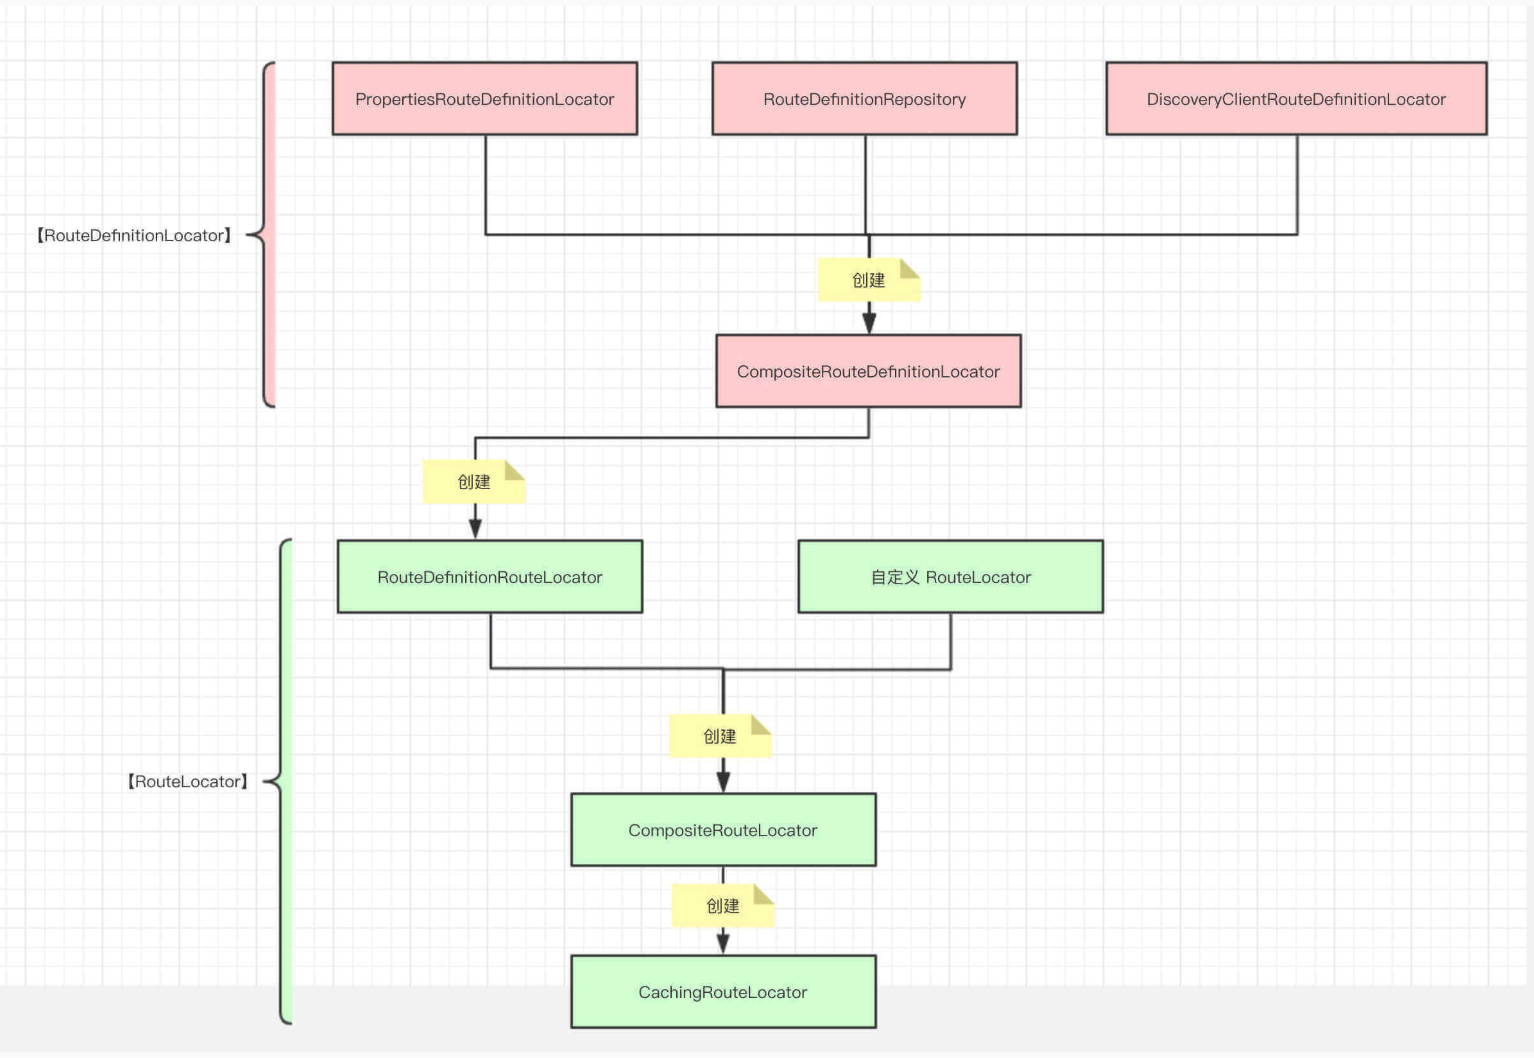 PropertiesRouteDefinitionLocator
RouteDefinitionRepository
DiscoveryClientRouteDefinitionLocator
【RouteDefinitionLocator】
创建
CompositeRouteDefinitionLocator
创建
RouteDefinitionRouteLocator
自定义 RouteLocator
创建
【RouteLocator】
CompositeRouteLocator
创建
CachingRouteLocator